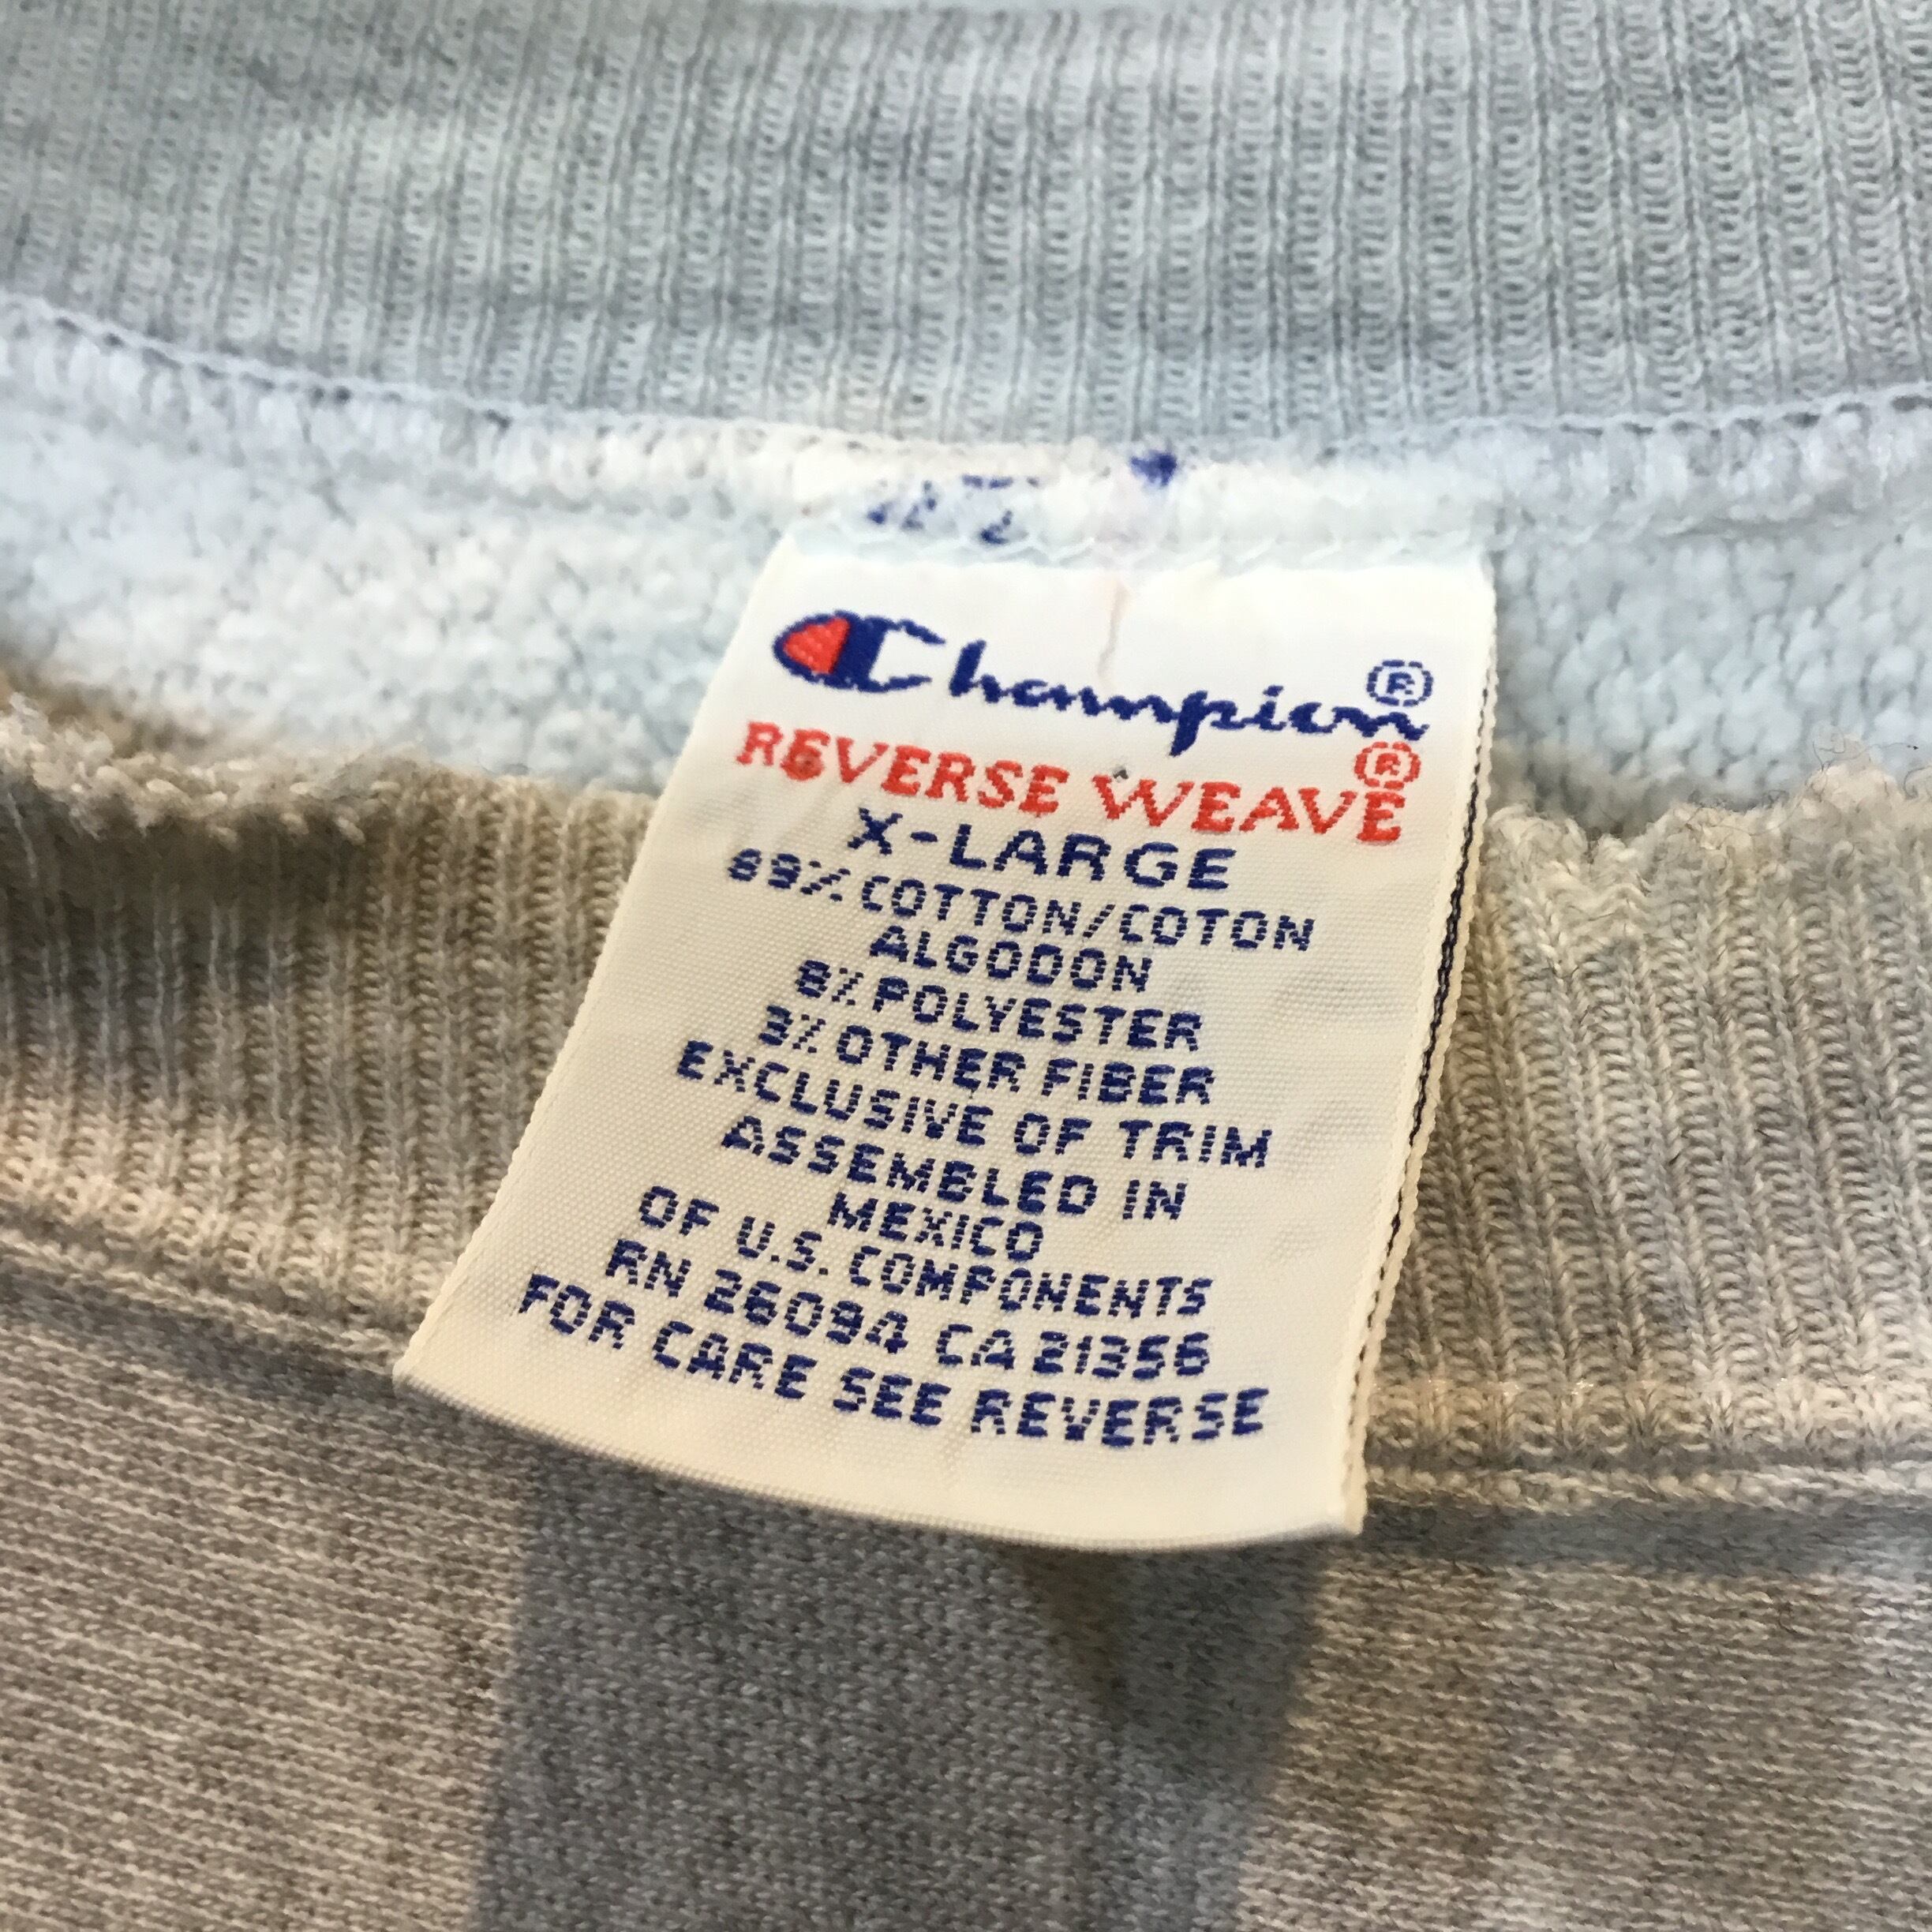 Champion®
REVERSE WEAVE®
X-LARGE
89% COTTON/COTON
ALGODON
8% POLYESTER
3% OTHER FIBER
EXCLUSIVE OF TRIM
ASSEMBLED IN
MEXICO
OF U.S. COMPONENTS
RN 26094 CA 21356
FOR CARE SEE REVERSE